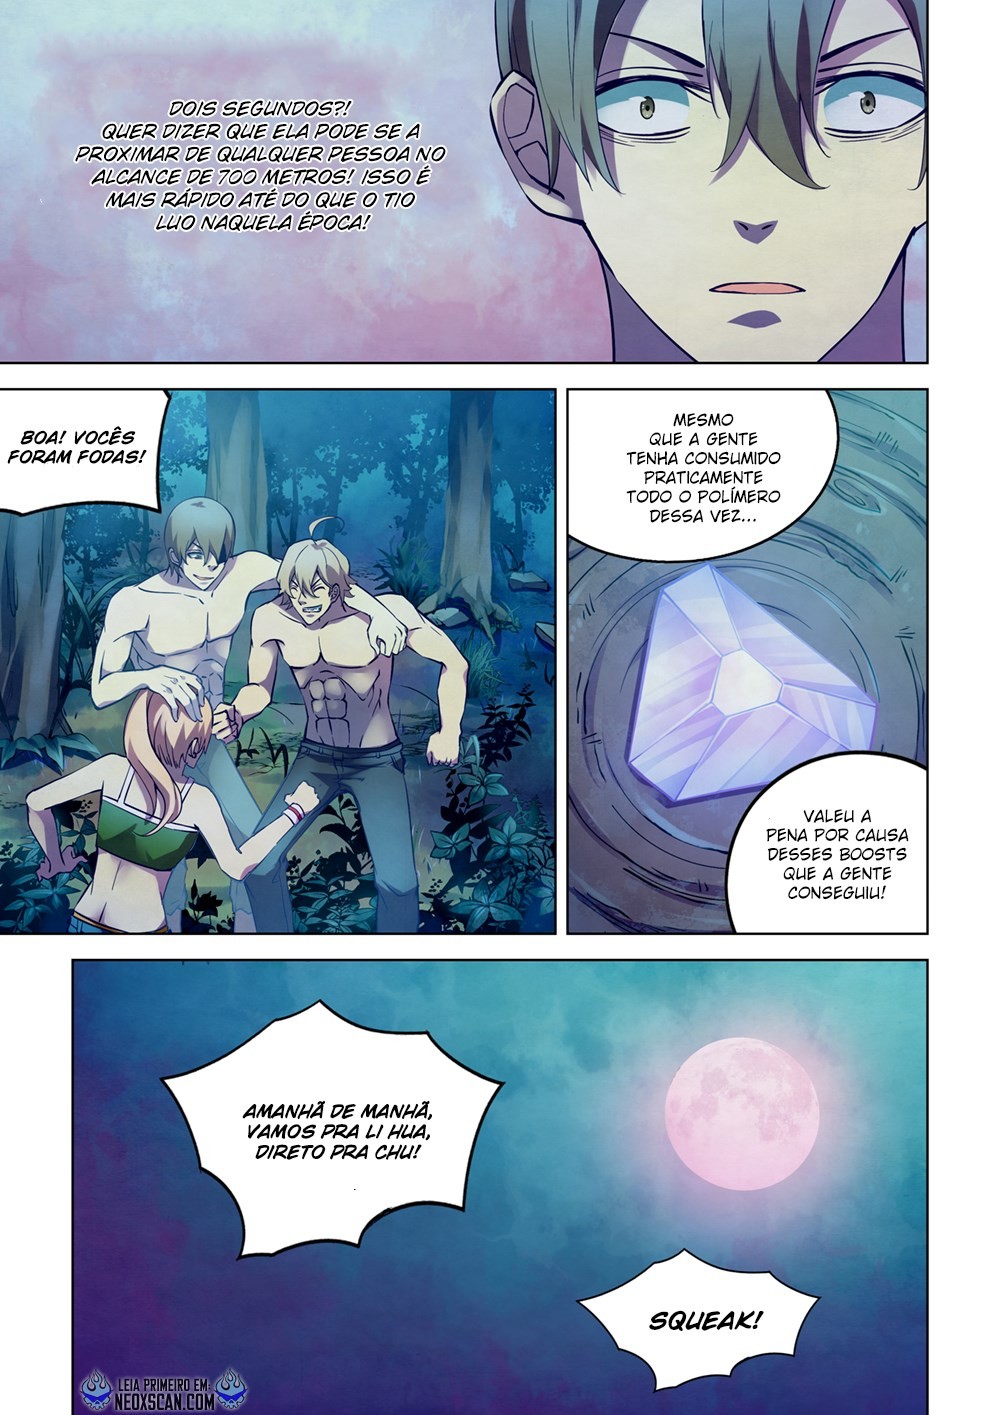 DOIS SEGUNDOS?!
QUER DIZER QUE ELA PODE SE A
PROXIMAR DE QUALQUER PESSOA NO
ALCANCE DE 700 METROS! ISSO É
MAIS RÁPIDO ATÉ DO QUE O TIO
LUO NAQUELA ÉPOCA!
BOA! VOCÊS
FORAM FODAS!
MESMO
QUE A GENTE
TENHA CONSUMIDO
PRATICAMENTE
TODO O POLÍMERO
DESSA VEZ...
VALEU A
PENA POR CAUSA
DESSES BOOSTS
QUE A GENTE
CONSEGUIU!
AMANHÃ DE MANHÃ,
VAMOS PRA LI HUA,
DIRETO PRA CHU!
SQUEAK!
LEIA PRIMEIRO EM:
NEOXSCAN.COM